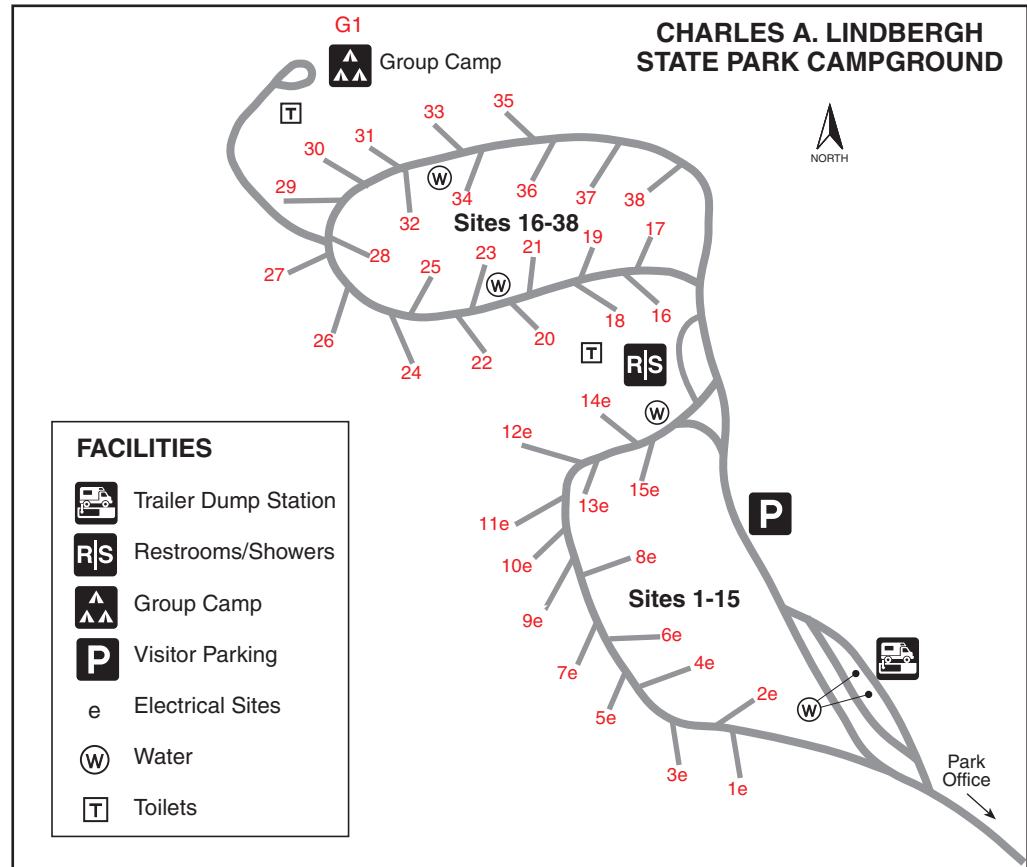 G1
Group Camp
CHARLES A. LINDBERGH
STATE PARK CAMPGROUND
NORTH
T
35
33
31
30
29
W
34
36
37
38
32
Sites 16-38
28
27
26
25
23
W
21
19
17
24
22
20
18
16
T
R|S
W
14e
12e
13e
15e
11e
10e
9e
8e
7e
Sites 1-15
6e
5e
4e
3e
2e
1e
P
W
Park
Office
FACILITIES
Trailer Dump Station
R|S Restrooms/Showers
Group Camp
P Visitor Parking
e Electrical Sites
W Water
T Toilets